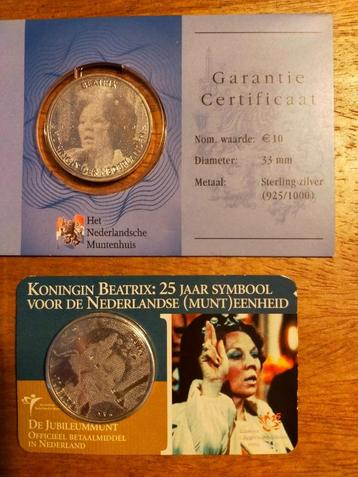 BEATRIX
KONINGIN DER NEDERLANDEN
Garantie
Certificaat
Nom. waarde: €10
Diameter: 33 mm
Metaal: Sterling zilver
(925/1000)
Het
Nederlandsche
Muntenhuis
KONINGIN BEATRIX: 25 JAAR SYMBOOL
VOOR DE NEDERLANDSE (MUNT)EENHEID
DE JUBILEUMMUNT
OFFICIEEL BETAALMIDDEL
IN NEDERLAND